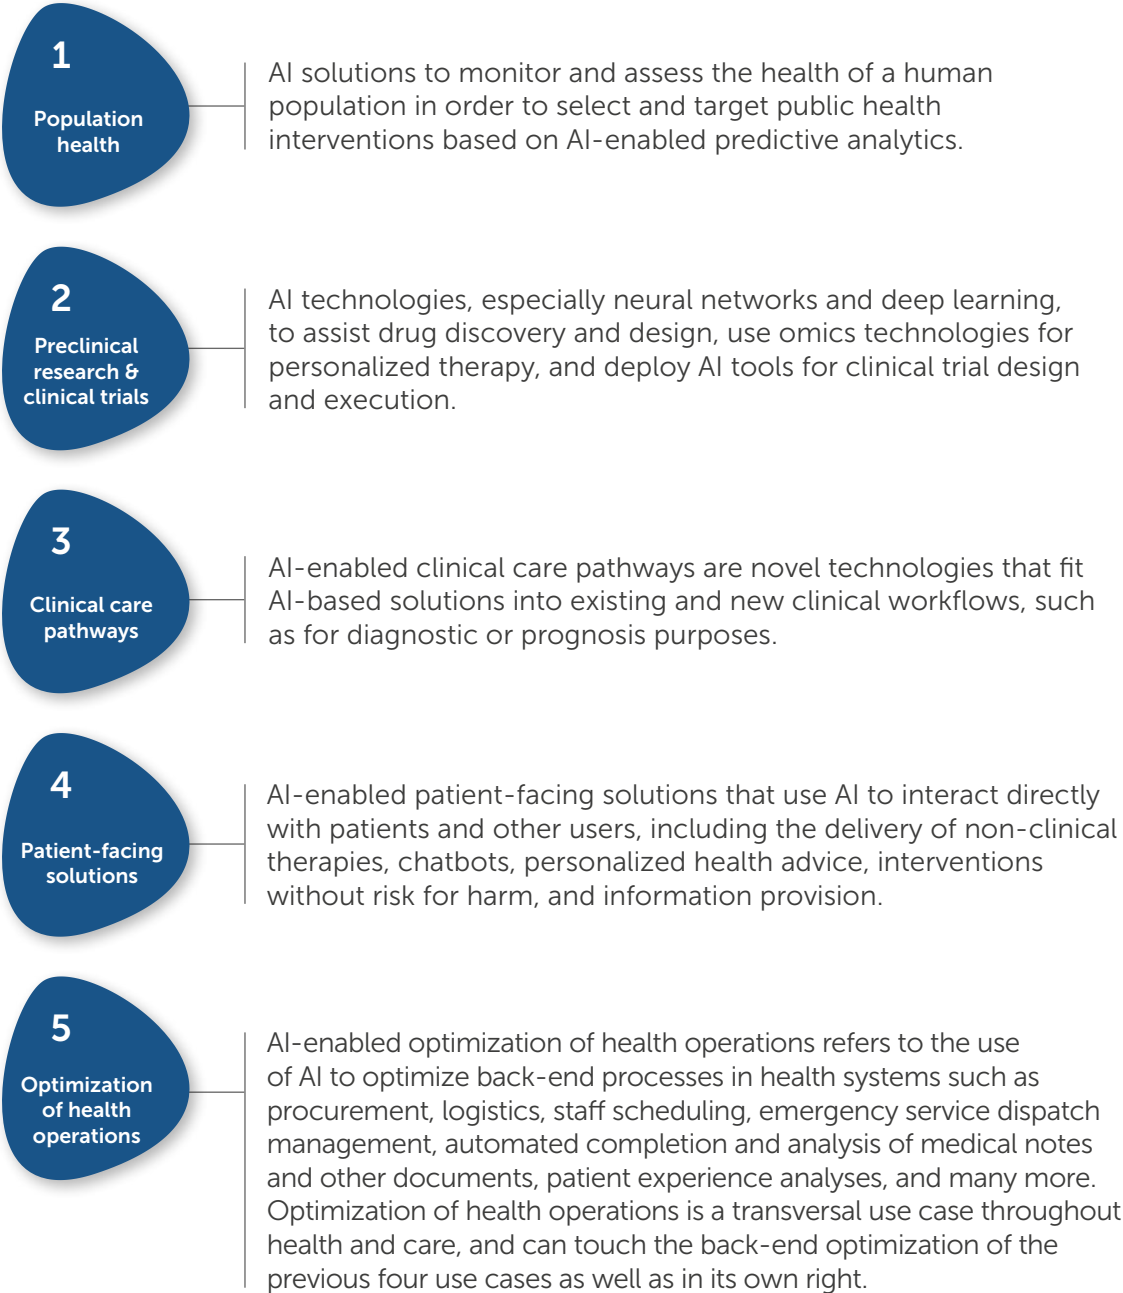 1
Population
health
AI solutions to monitor and assess the health of a human
population in order to select and target public health
interventions based on AI-enabled predictive analytics.
2
Preclinical
research &
clinical trials
AI technologies, especially neural networks and deep learning,
to assist drug discovery and design, use omics technologies for
personalized therapy, and deploy AI tools for clinical trial design
and execution.
3
Clinical care
pathways
AI-enabled clinical care pathways are novel technologies that fit
AI-based solutions into existing and new clinical workflows, such
as for diagnostic or prognosis purposes.
4
Patient-facing
solutions
AI-enabled patient-facing solutions that use AI to interact directly
with patients and other users, including the delivery of non-clinical
therapies, chatbots, personalized health advice, interventions
without risk for harm, and information provision.
5
Optimization
of health
operations
AI-enabled optimization of health operations refers to the use
of AI to optimize back-end processes in health systems such as
procurement, logistics, staff scheduling, emergency service dispatch
management, automated completion and analysis of medical notes
and other documents, patient experience analyses, and many more.
Optimization of health operations is a transversal use case throughout
health and care, and can touch the back-end optimization of the
previous four use cases as well as in its own right.